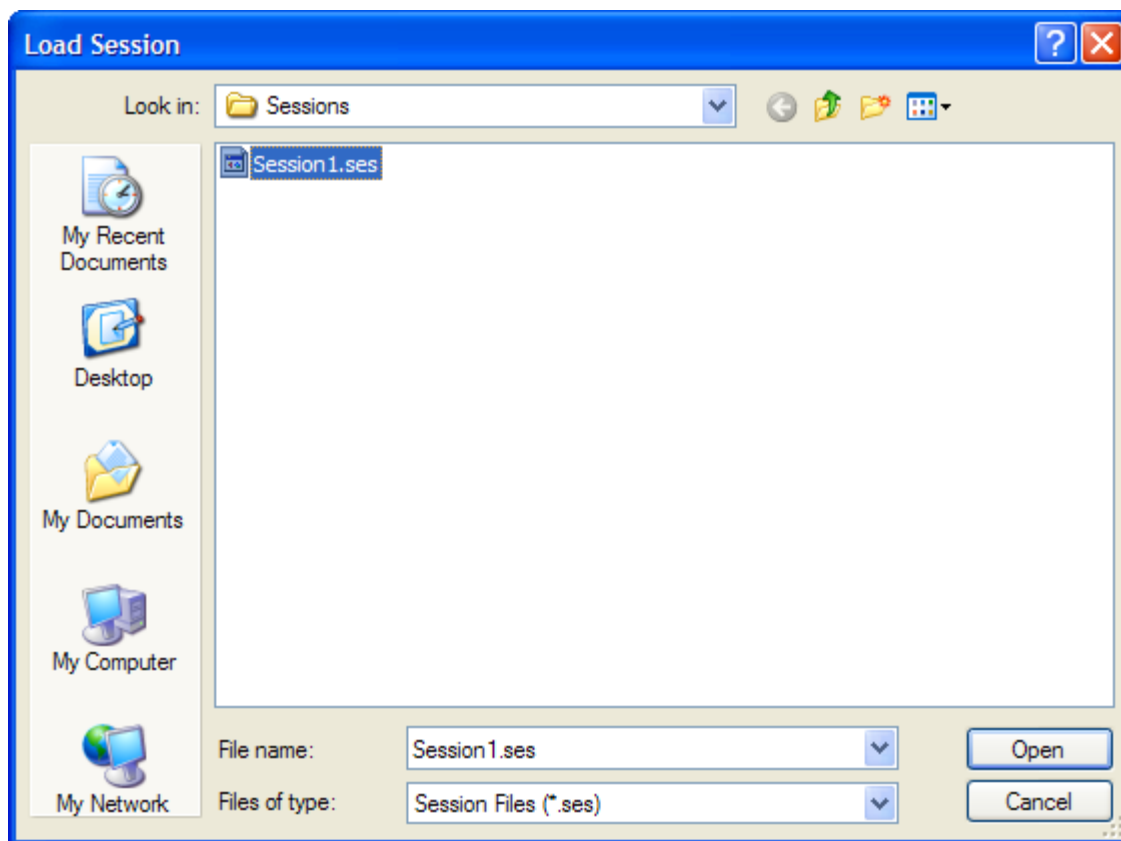 Load Session
Look in:
Sessions
Session1.ses
My Recent
Documents
Desktop
My Documents
My Computer
My Network
File name:
Session1.ses
Open
Files of type:
Session Files (*.ses)
Cancel